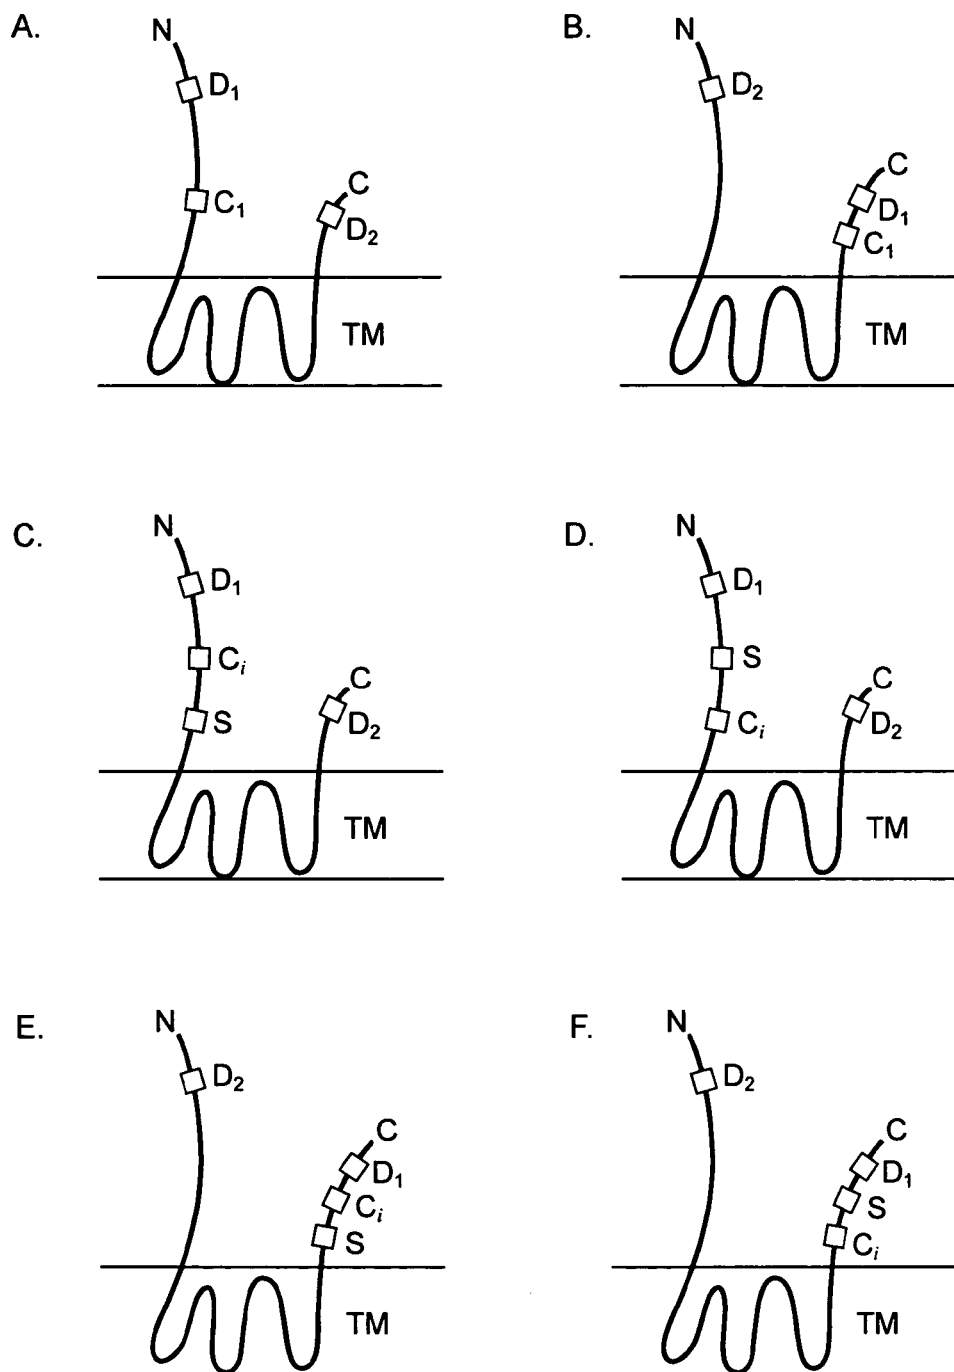 A. B.
N N
D₁ D₂
C₁ C
D₂ C
D₁
C₁
TM TM
C. D.
N N
D₁ D₁
Cᵢ S
S C
D₂ Cᵢ C
D₂
TM TM
E. F.
N N
D₂ D₂
C C
D₁ D₁
Cᵢ S
S Cᵢ
TM TM